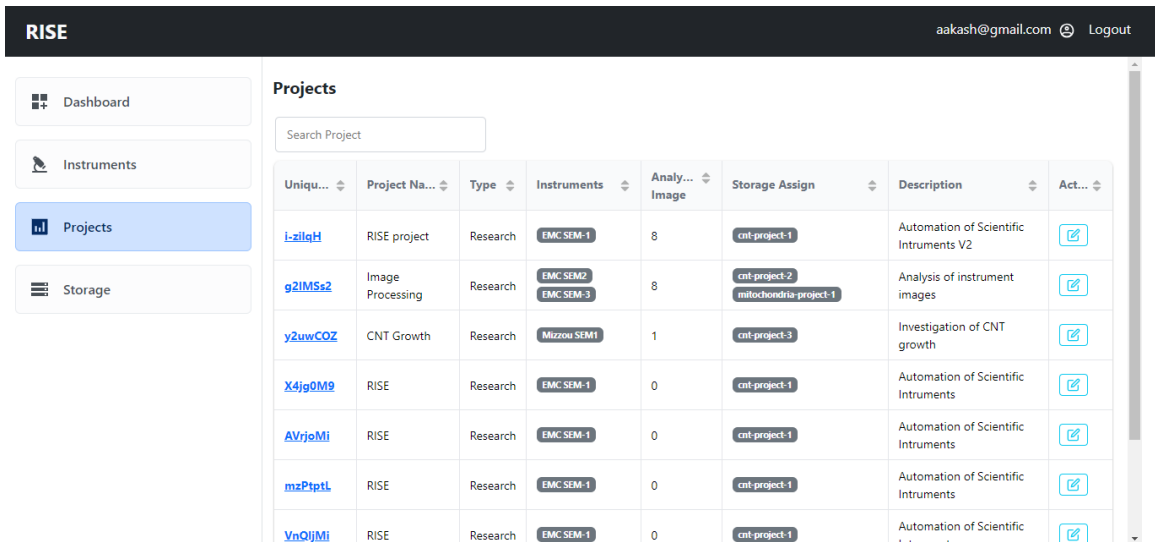 RISE
aakash@gmail.com Logout
Dashboard
Instruments
Projects
Storage
Projects
Search Project
Uniqu... Project Na... Type Instruments Analy... Image Storage Assign Description Act...
i-zilqH RISE project Research EMC SEM-1 8 cnt-project-1 Automation of Scientific
Intruments V2
g2IMSs2 Image Processing Research EMC SEM2 8 cnt-project-2 Analysis of instrument
EMC SEM-3 mitochondria-project-1 images
y2uwCOZ CNT Growth Research Mizzou SEM1 1 cnt-project-3 Investigation of CNT
growth
X4jg0M9 RISE Research EMC SEM-1 0 cnt-project-1 Automation of Scientific
Intruments
AVrjoMi RISE Research EMC SEM-1 0 cnt-project-1 Automation of Scientific
Intruments
mzPtptL RISE Research EMC SEM-1 0 cnt-project-1 Automation of Scientific
Intruments
VnQIjMi RISE Research EMC SEM-1 0 cnt-project-1 Automation of Scientific